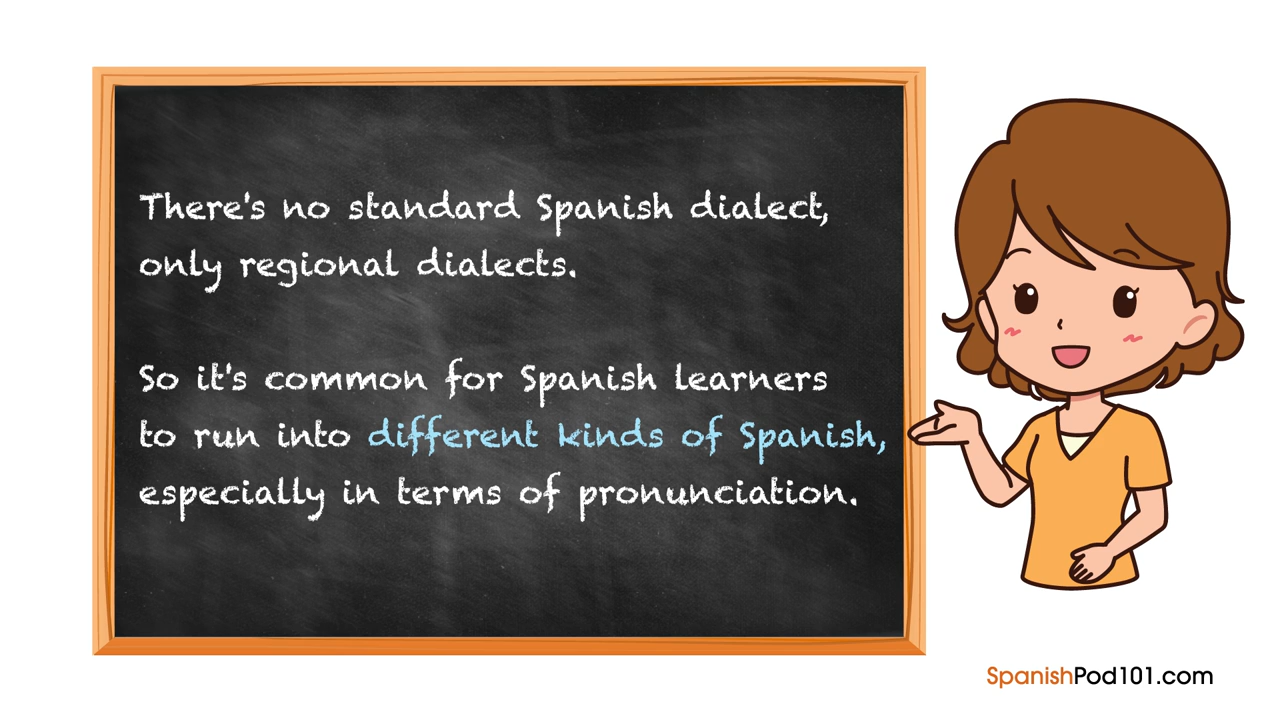 There's no standard Spanish dialect,
only regional dialects.
So it's common for Spanish learners
to run into different kinds of Spanish,
especially in terms of pronunciation.
SpanishPod101.com